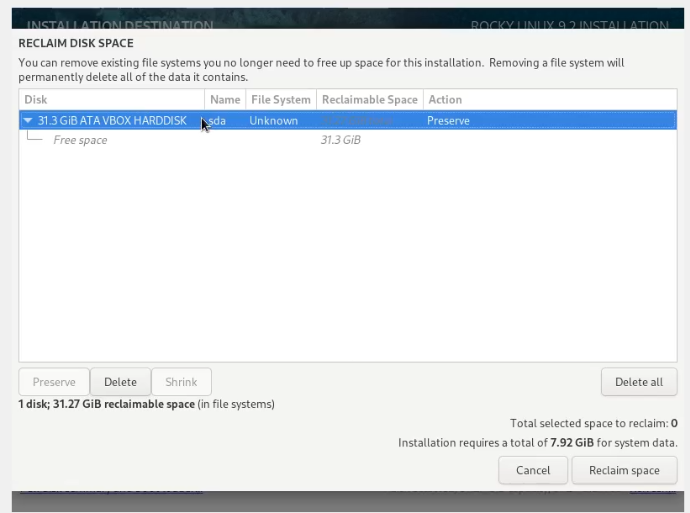 INSTALLATION DESTINATION ROCKY LINUX 9.2 INSTALLATION
RECLAIM DISK SPACE
You can remove existing file systems you no longer need to free up space for this installation. Removing a file system will
permanently delete all of the data it contains.
Disk Name File System Reclaimable Space Action
31.3 GiB ATA VBOX HARDDISK sda Unknown Preserve
Free space 31.3 GiB
Preserve Delete Shrink Delete all
1 disk; 31.27 GiB reclaimable space (in file systems)
Total selected space to reclaim: 0
Installation requires a total of 7.92 GiB for system data.
Cancel Reclaim space